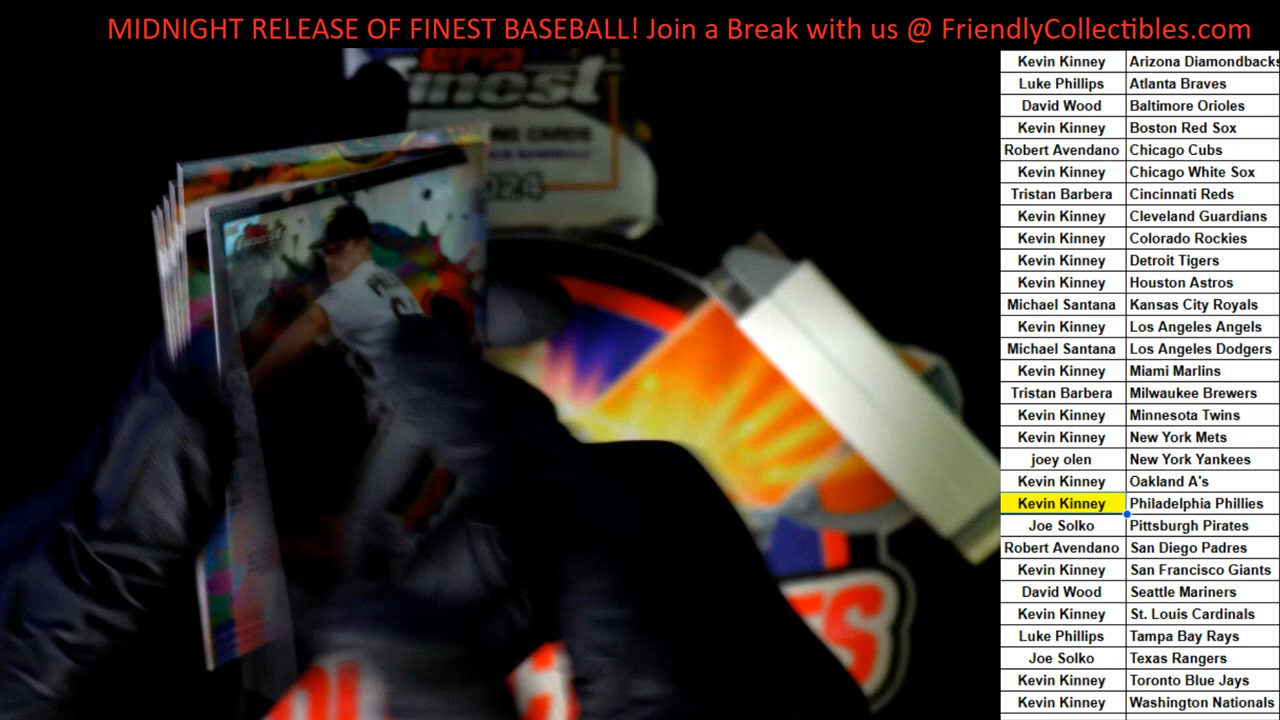 MIDNIGHT RELEASE OF FINEST BASEBALL! Join a Break with us @ FriendlyCollectibles.com
Finest
CARDS
Kevin Kinney Arizona Diamondbacks
Luke Phillips Atlanta Braves
David Wood Baltimore Orioles
Kevin Kinney Boston Red Sox
Robert Avendano Chicago Cubs
Kevin Kinney Chicago White Sox
Tristan Barbera Cincinnati Reds
Kevin Kinney Cleveland Guardians
Kevin Kinney Colorado Rockies
Kevin Kinney Detroit Tigers
Kevin Kinney Houston Astros
Michael Santana Kansas City Royals
Kevin Kinney Los Angeles Angels
Michael Santana Los Angeles Dodgers
Kevin Kinney Miami Marlins
Tristan Barbera Milwaukee Brewers
Kevin Kinney Minnesota Twins
Kevin Kinney New York Mets
joey olen New York Yankees
Kevin Kinney Oakland A's
Kevin Kinney Philadelphia Phillies
Joe Solko Pittsburgh Pirates
Robert Avendano San Diego Padres
Kevin Kinney San Francisco Giants
David Wood Seattle Mariners
Kevin Kinney St. Louis Cardinals
Luke Phillips Tampa Bay Rays
Joe Solko Texas Rangers
Kevin Kinney Toronto Blue Jays
Kevin Kinney Washington Nationals